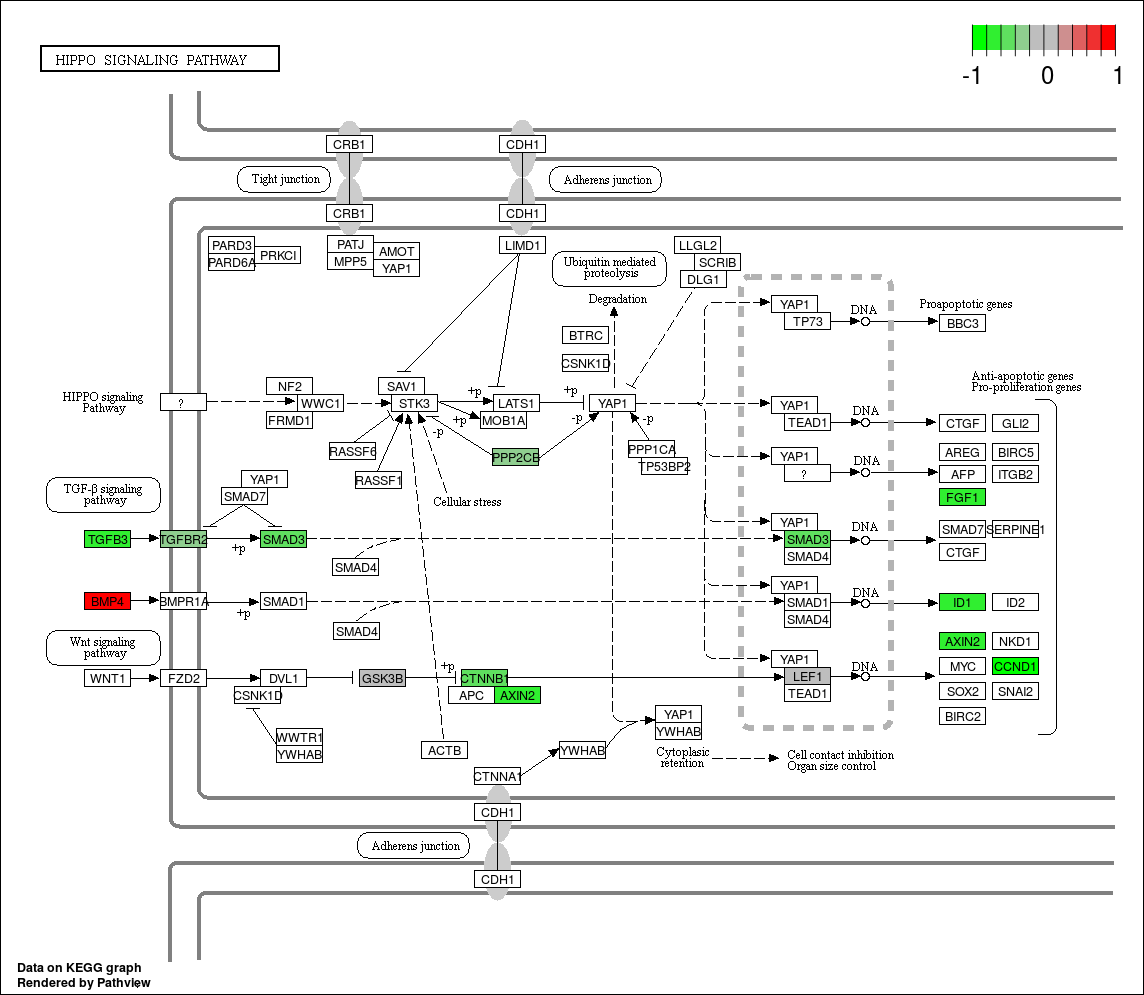 HIPPO SIGNALING PATHWAY
-1 0 1
CRB1
CDH1
Tight junction
Adherens junction
CRB1
CDH1
PARD3
PRKCI
PARD6A
PATJ
AMOT
MPP5
YAP1
LIMD1
LLGL2
SCRIB
DLG1
Ubiquitin mediated
proteolysis
Degradation
BTRC
CSNK1D
YAP1
TP73
DNA
Proapoptotic genes
BBC3
HIPPO signaling
Pathway
?
NF2
WWC1
FRMD1
SAV1
STK3
+p
+p
-p
LATS1
MOB1A
+p
-p
YAP1
-p
RASSF6
RASSF1
PPP2CB
PPP1CA
TP53BP2
Cellular stress
YAP1
TEAD1
DNA
Anti-apoptotic genes
Pro-proliferation genes
CTGF
GLI2
YAP1
?
DNA
AREG
BIRC5
AFP
ITGB2
FGF1
TGF-β signaling
pathway
YAP1
SMAD7
TGFB3
TGFBR2
+p
SMAD3
SMAD4
YAP1
SMAD3
SMAD4
DNA
SMAD7
SERPINE1
CTGF
BMP4
BMPR1A
+p
SMAD1
SMAD4
YAP1
SMAD1
SMAD4
DNA
ID1
ID2
Wnt signaling
pathway
WNT1
FZD2
DVL1
CSNK1D
GSK3B
+p
CTNNB1
APC
AXIN2
YAP1
LEF1
TEAD1
DNA
AXIN2
NKD1
MYC
CCND1
SOX2
SNAI2
BIRC2
WWTR1
YWHAB
ACTB
YWHAB
YAP1
YWHAB
Cytoplasic
retention
Cell contact inhibition
Organ size control
CTNNA1
CDH1
Adherens junction
CDH1
Data on KEGG graph
Rendered by Pathview